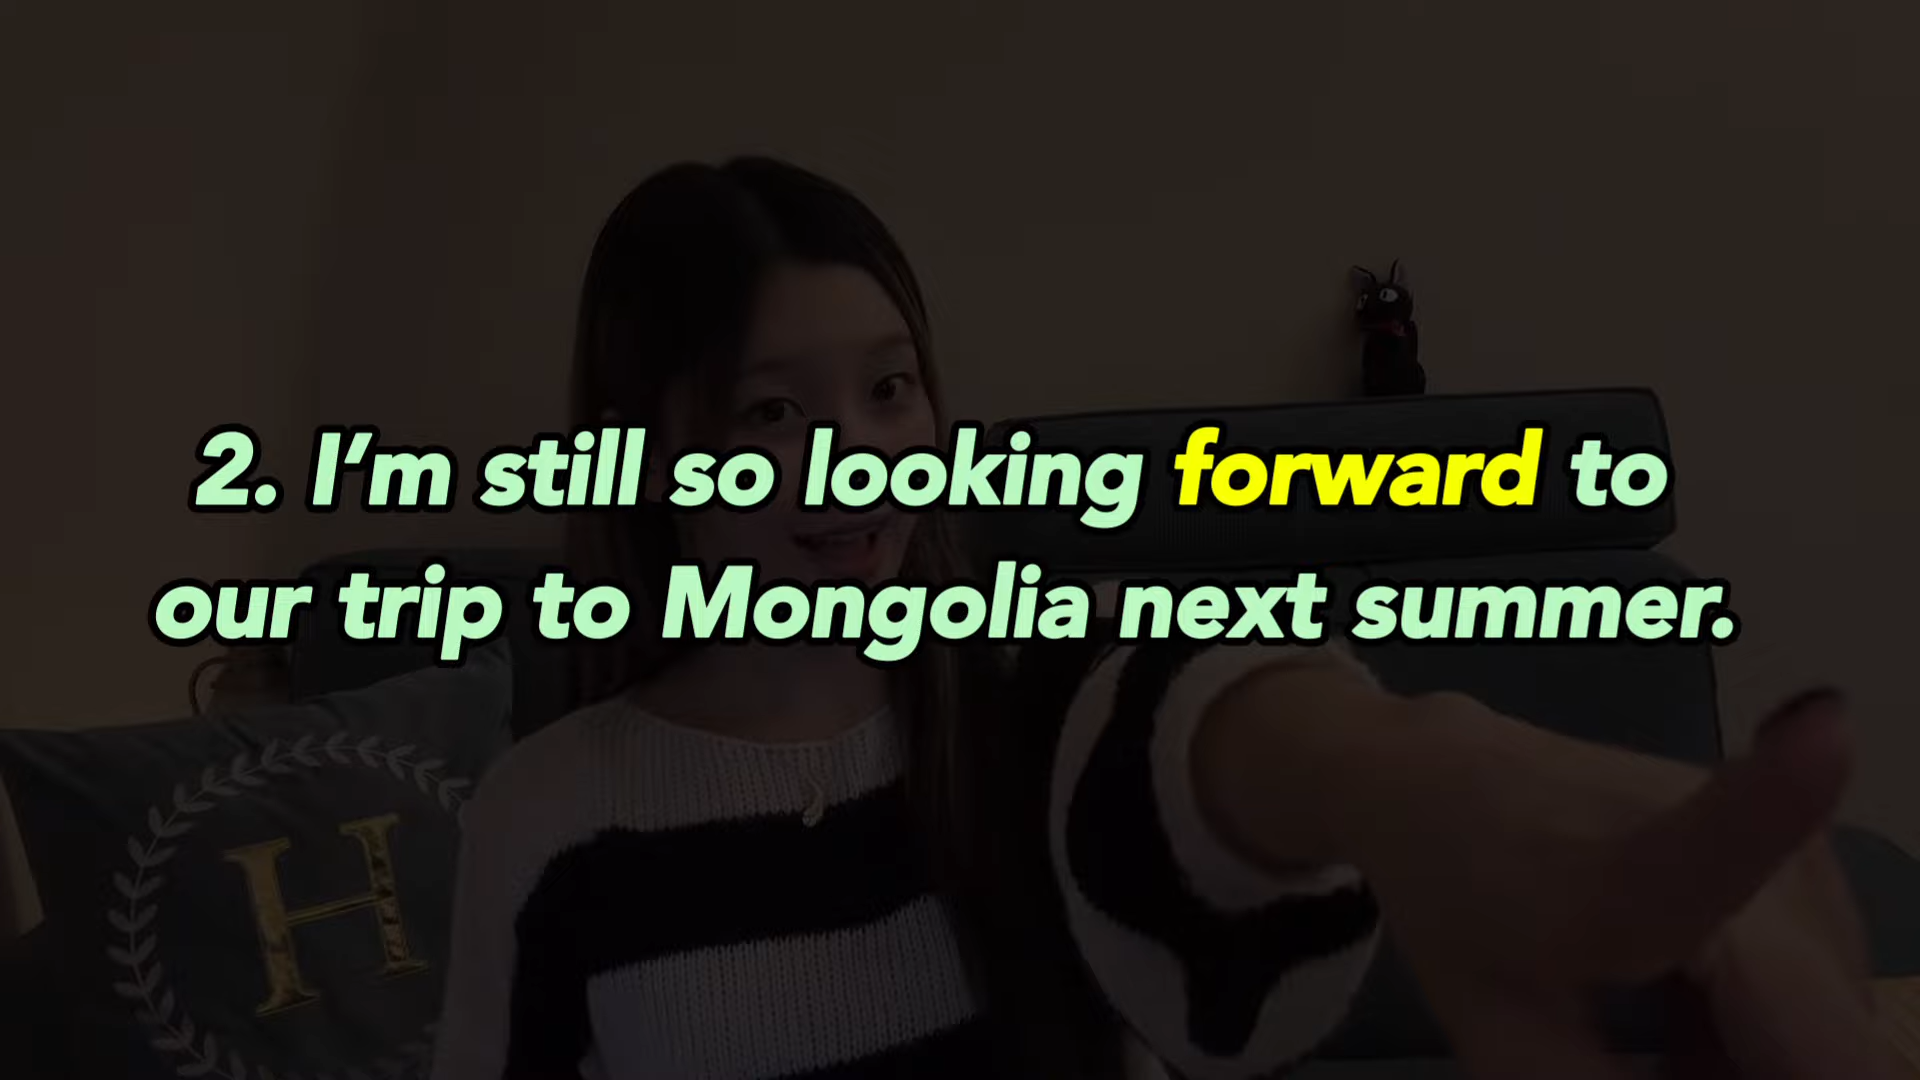 2. I’m still so looking forward to
our trip to Mongolia next summer.
H